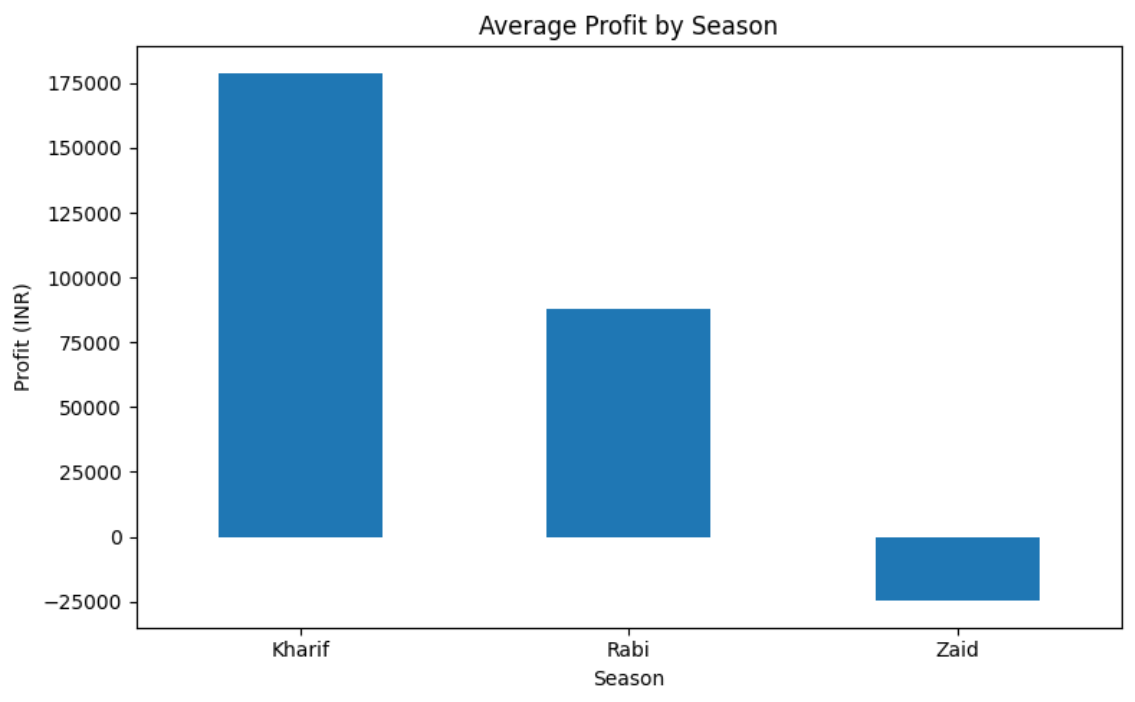 Average Profit by Season
Profit (INR)
175000
150000
125000
100000
75000
50000
25000
0
−25000
Kharif Rabi Zaid
Season